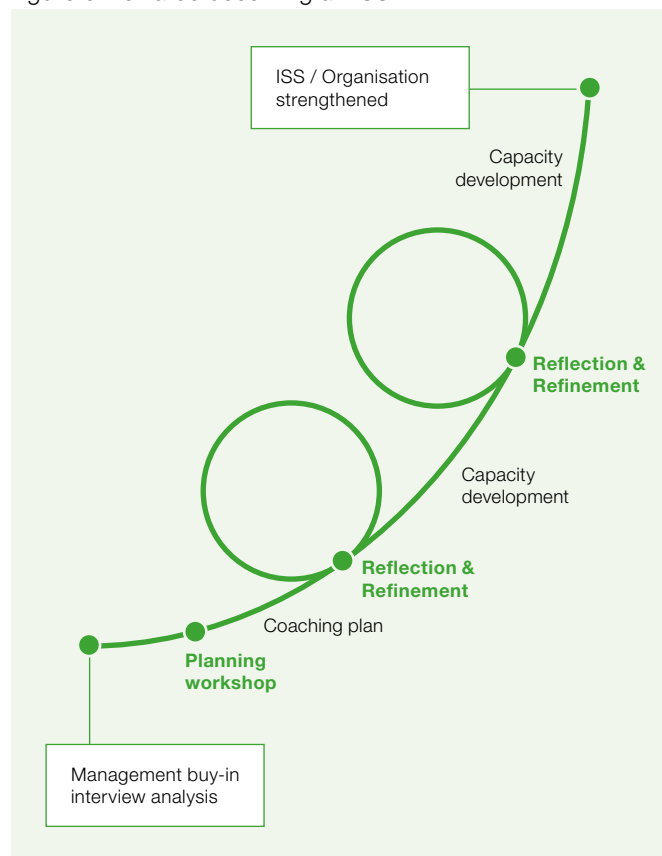 ISS / Organisation
strengthened
Capacity
development
Reflection &
Refinement
Capacity
development
Reflection &
Refinement
Coaching plan
Planning
workshop
Management buy-in
interview analysis